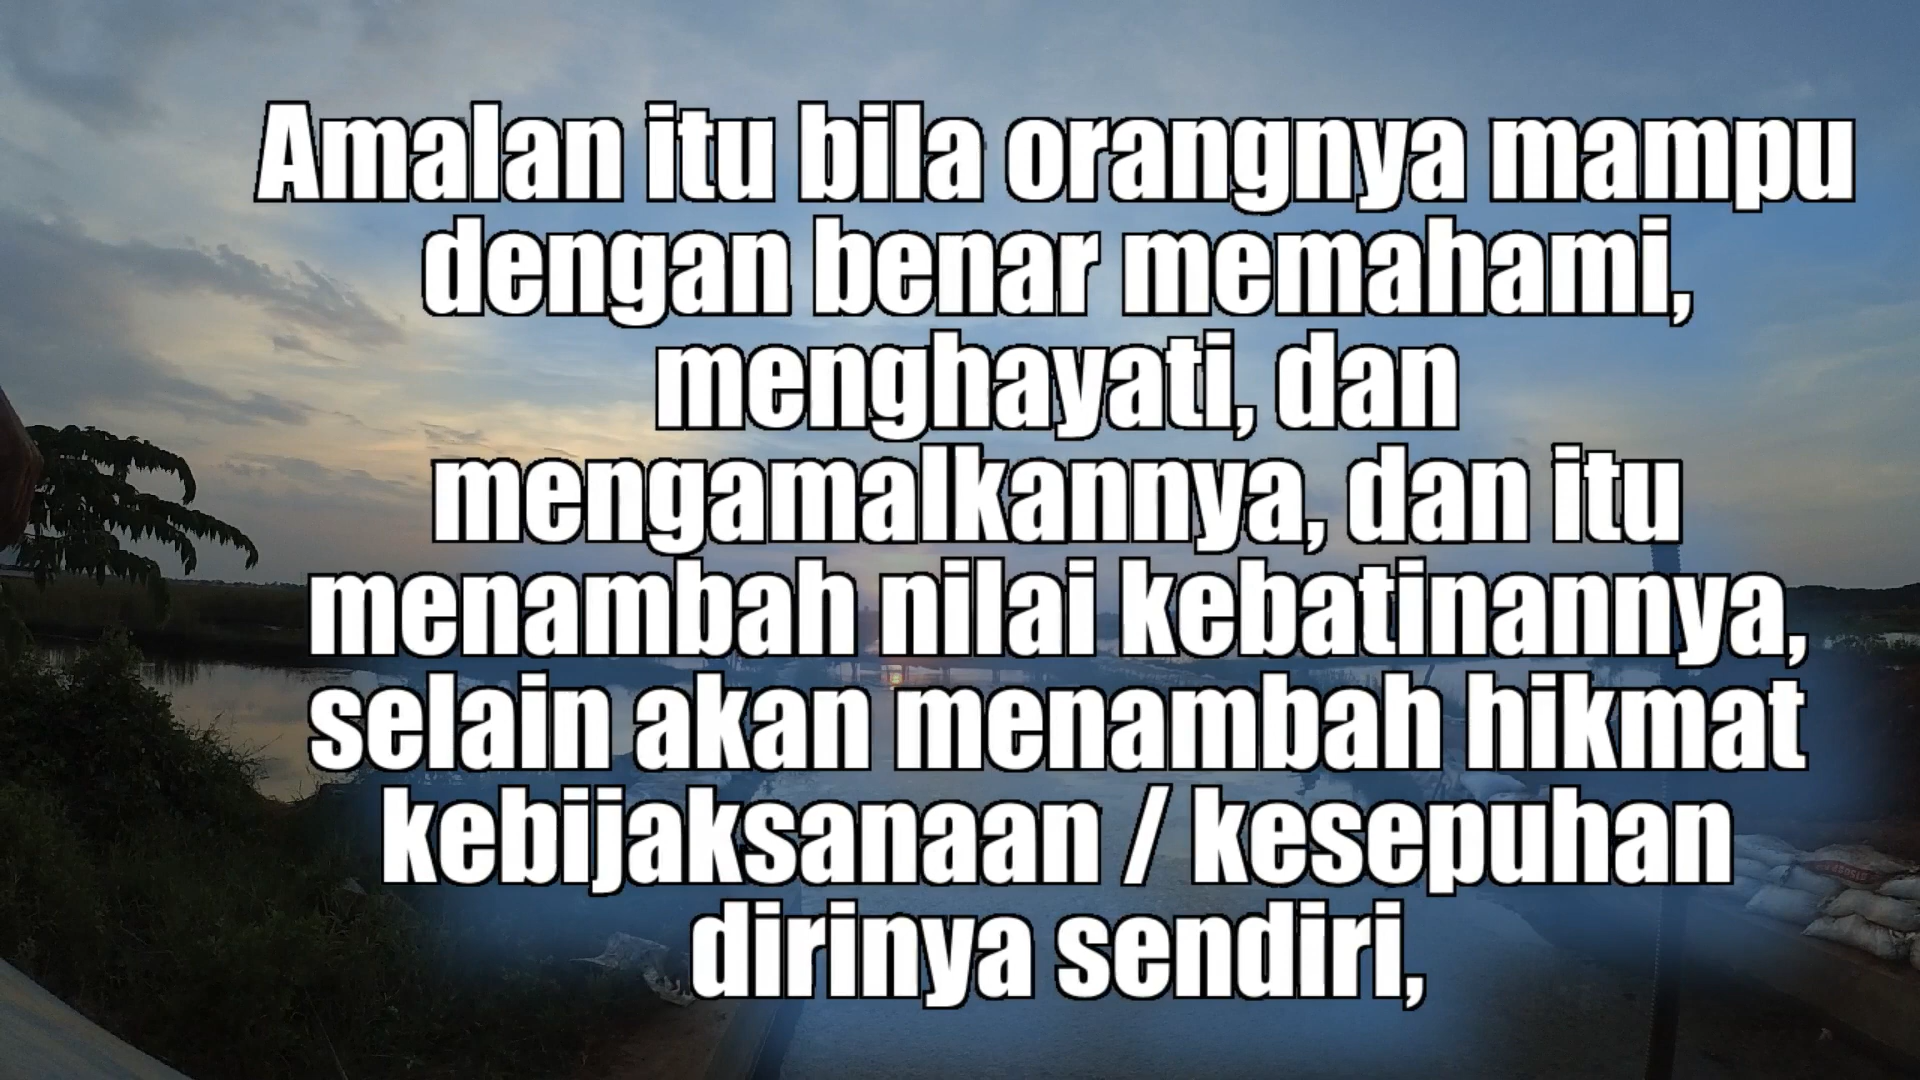 Amalan itu bila orangnya mampu
dengan benar memahami,
menghayati, dan
mengamalkannya, dan itu
menambah nilai kebatinannya,
selain akan menambah hikmat
kebijaksanaan / kesepuhan
dirinya sendiri,